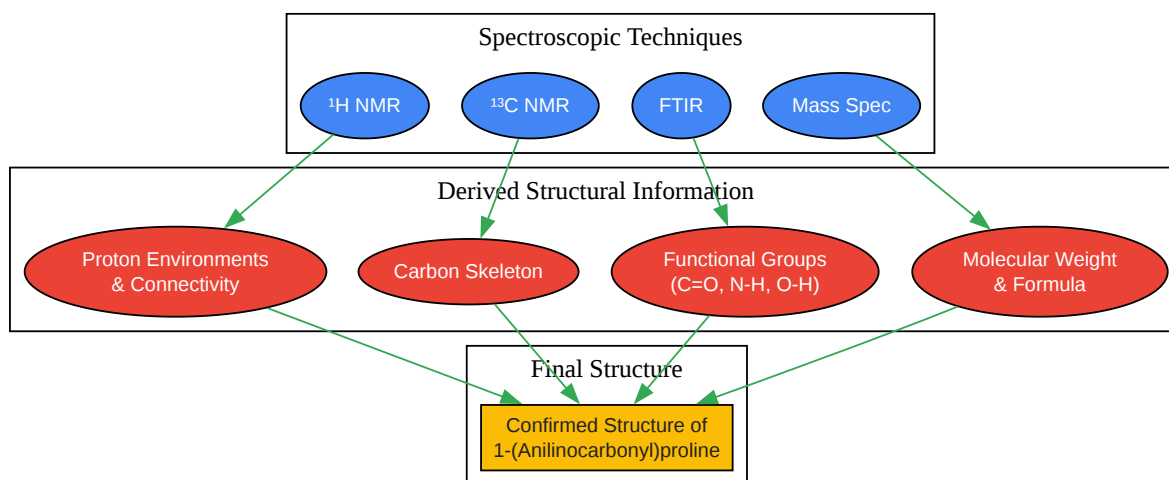 Spectroscopic Techniques
¹H NMR
¹³C NMR
FTIR
Mass Spec
Derived Structural Information
Proton Environments
& Connectivity
Carbon Skeleton
Functional Groups
(C=O, N-H, O-H)
Molecular Weight
& Formula
Final Structure
Confirmed Structure of
1-(Anilinocarbonyl)proline